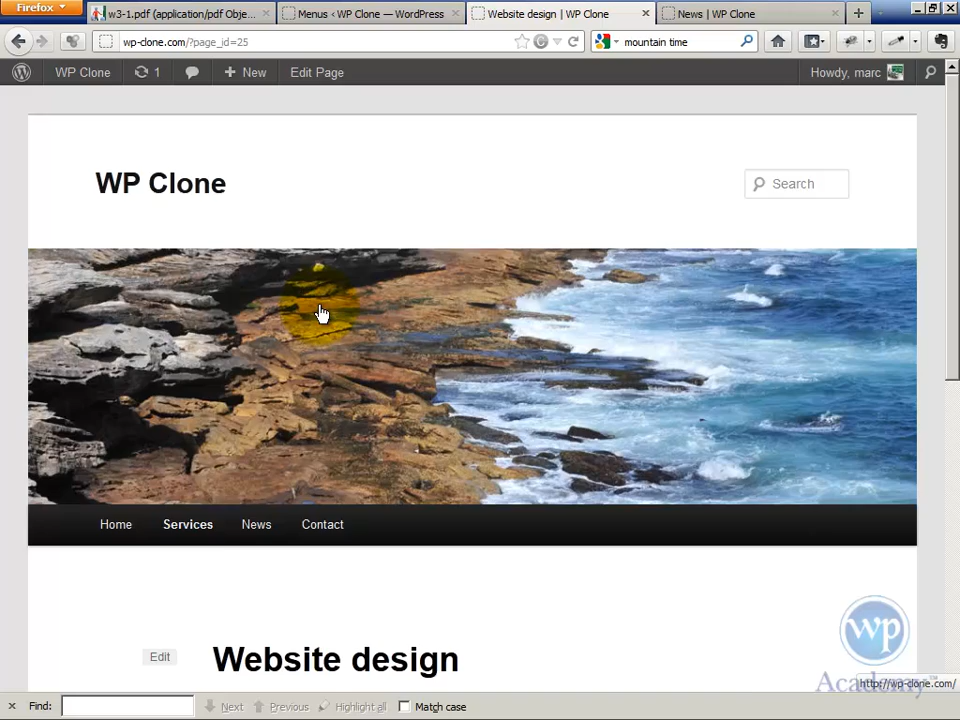 Firefox
w3-1.pdf (application/pdf Obje...
Menus ‹ WP Clone — WordPress
Website design | WP Clone
News | WP Clone
wp-clone.com/?page_id=25
mountain time
WP Clone
1
New
Edit Page
Howdy, marc
WP Clone
Search
Home
Services
News
Contact
Edit
Website design
wp
Academy™
http://wp-clone.com/
Find:
Next
Previous
Highlight all
Match case